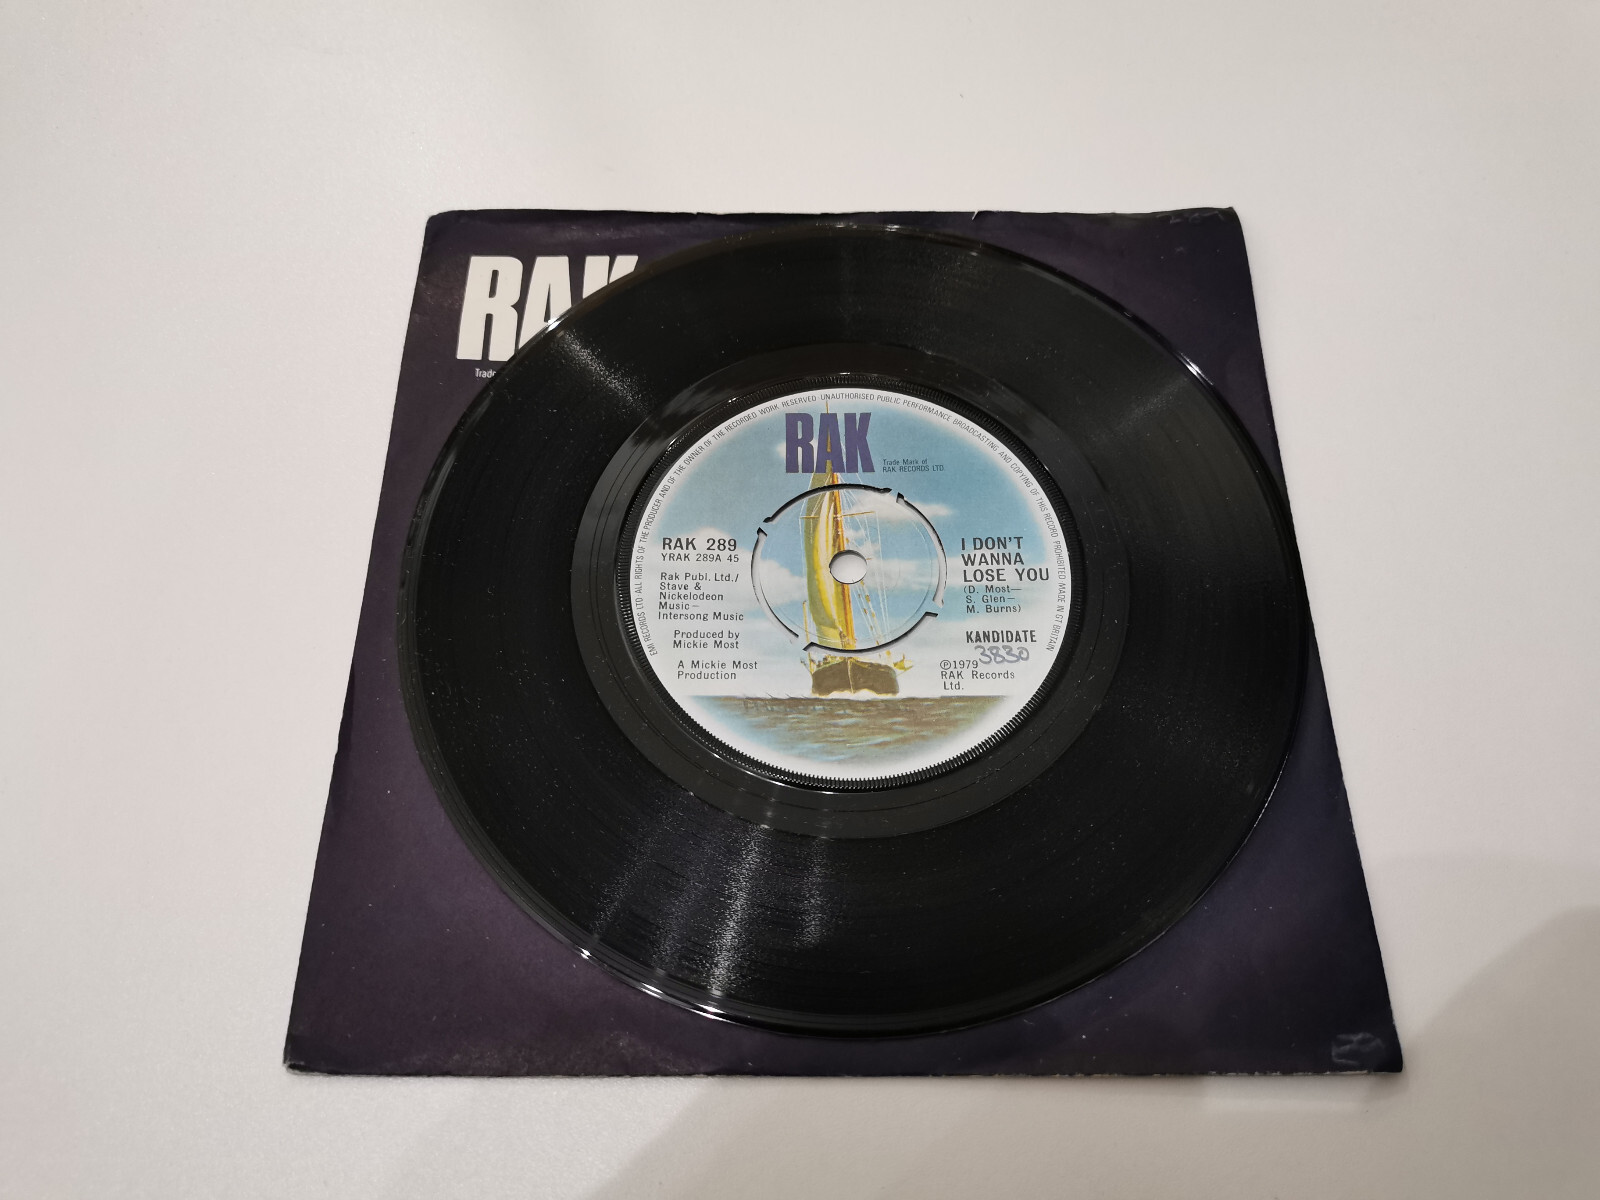 RAK
Trade
EMI RECORDS LTD. ALL RIGHTS OF THE PRODUCER AND OF THE OWNER OF THE RECORDED WORK RESERVED UNAUTHORISED PUBLIC PERFORMANCE BROADCASTING AND COPYING OF THIS RECORD PROHIBITED MADE IN GT BRITAIN
RAK
Trade Mark of
RAK RECORDS LTD.
RAK 289
YRAK 289A 45
Rak Publ. Ltd./
Stave &
Nickelodeon
Music—
Intersong Music
Produced by
Mickie Most
A Mickie Most
Production
I DON'T
WANNA
LOSE YOU
(D. Most—
S. Glen—
M. Burns)
KANDIDATE
3830
℗1979
RAK Records
Ltd.